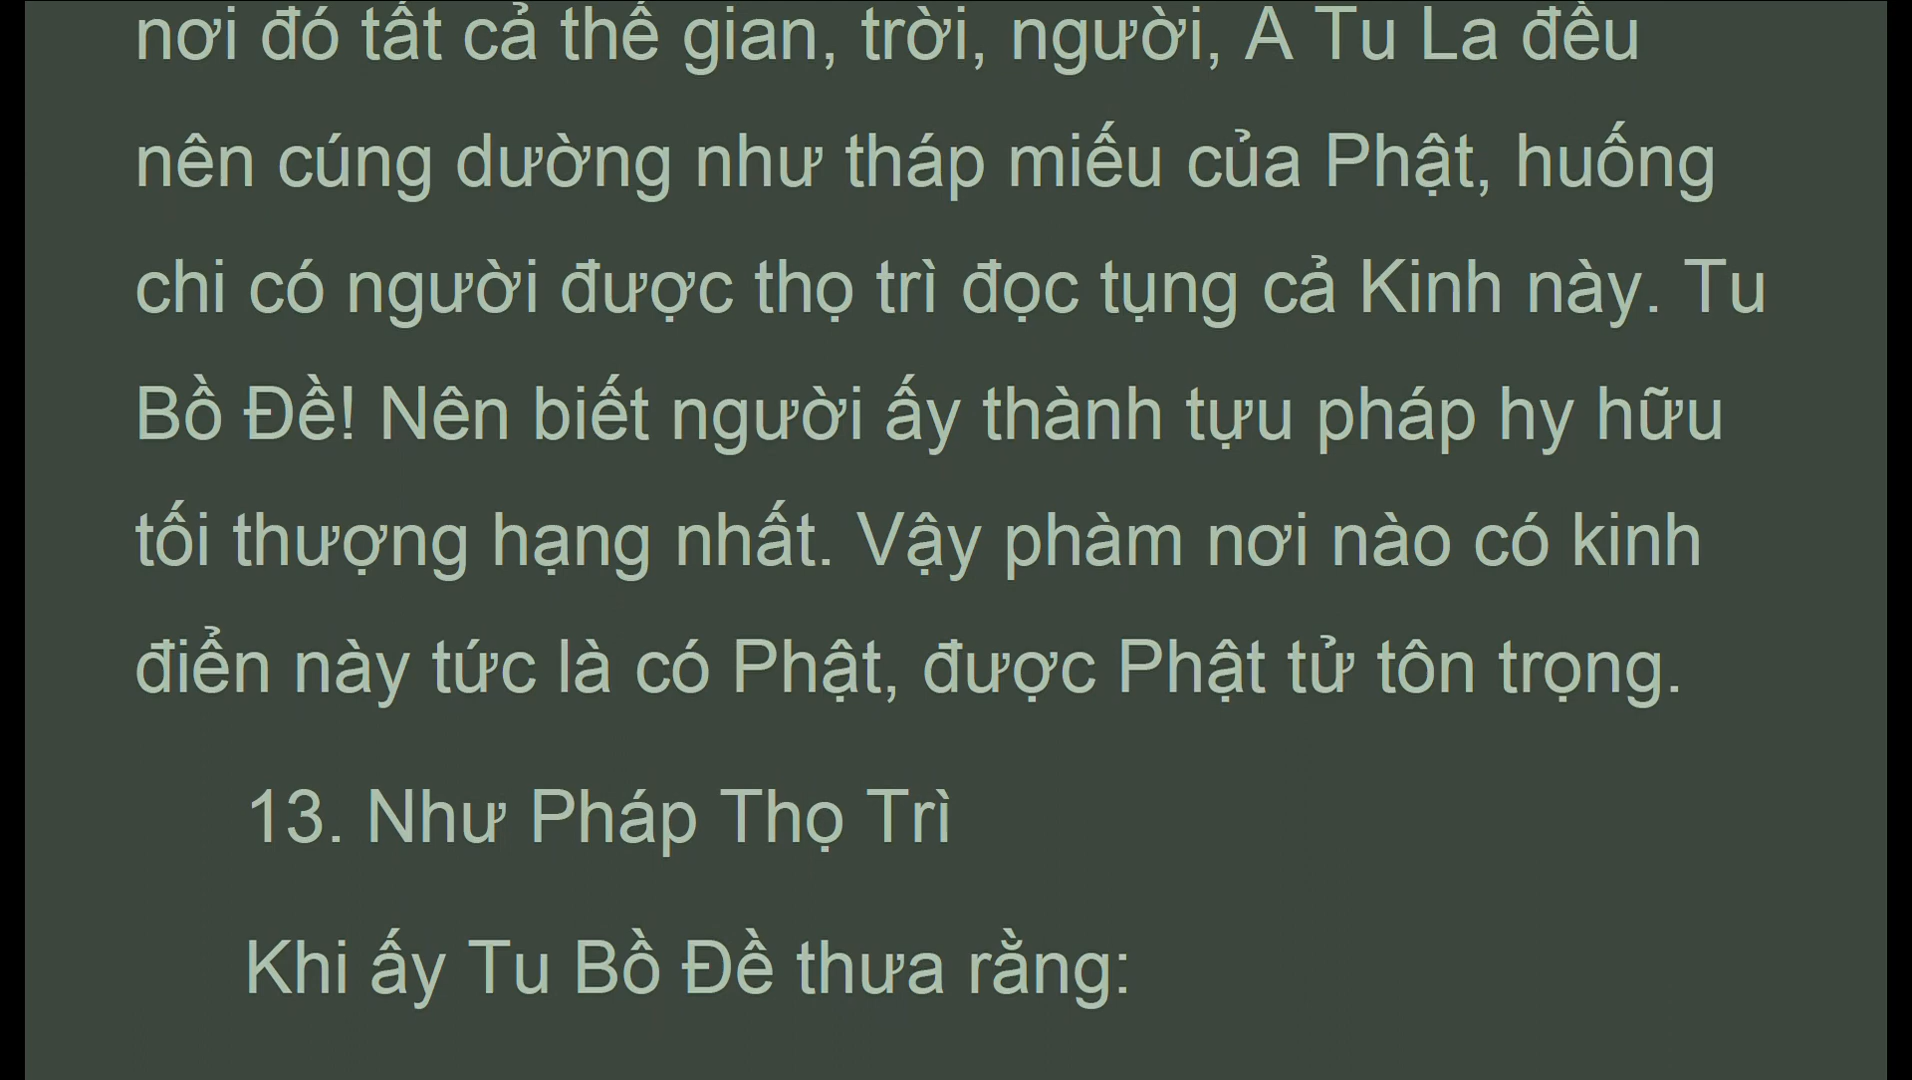 nơi đó tất cả thế gian, trời, người, A Tu La đều
nên cúng dường như tháp miếu của Phật, huống
chi có người được thọ trì đọc tụng cả Kinh này. Tu
Bồ Đề! Nên biết người ấy thành tựu pháp hy hữu
tối thượng hạng nhất. Vậy phàm nơi nào có kinh
điển này tức là có Phật, được Phật tử tôn trọng.
13. Như Pháp Thọ Trì
Khi ấy Tu Bồ Đề thưa rằng: